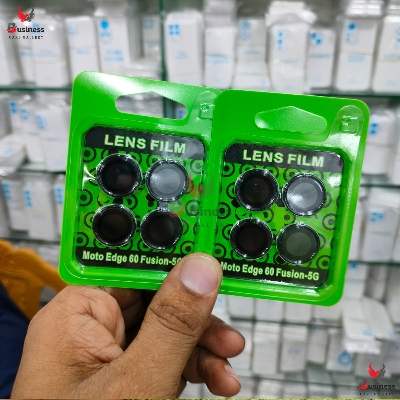 Business
LENS FILM
LENS FILM
Moto Edge 60 Fusion-5G
Moto Edge 60 Fusion-5G
Business